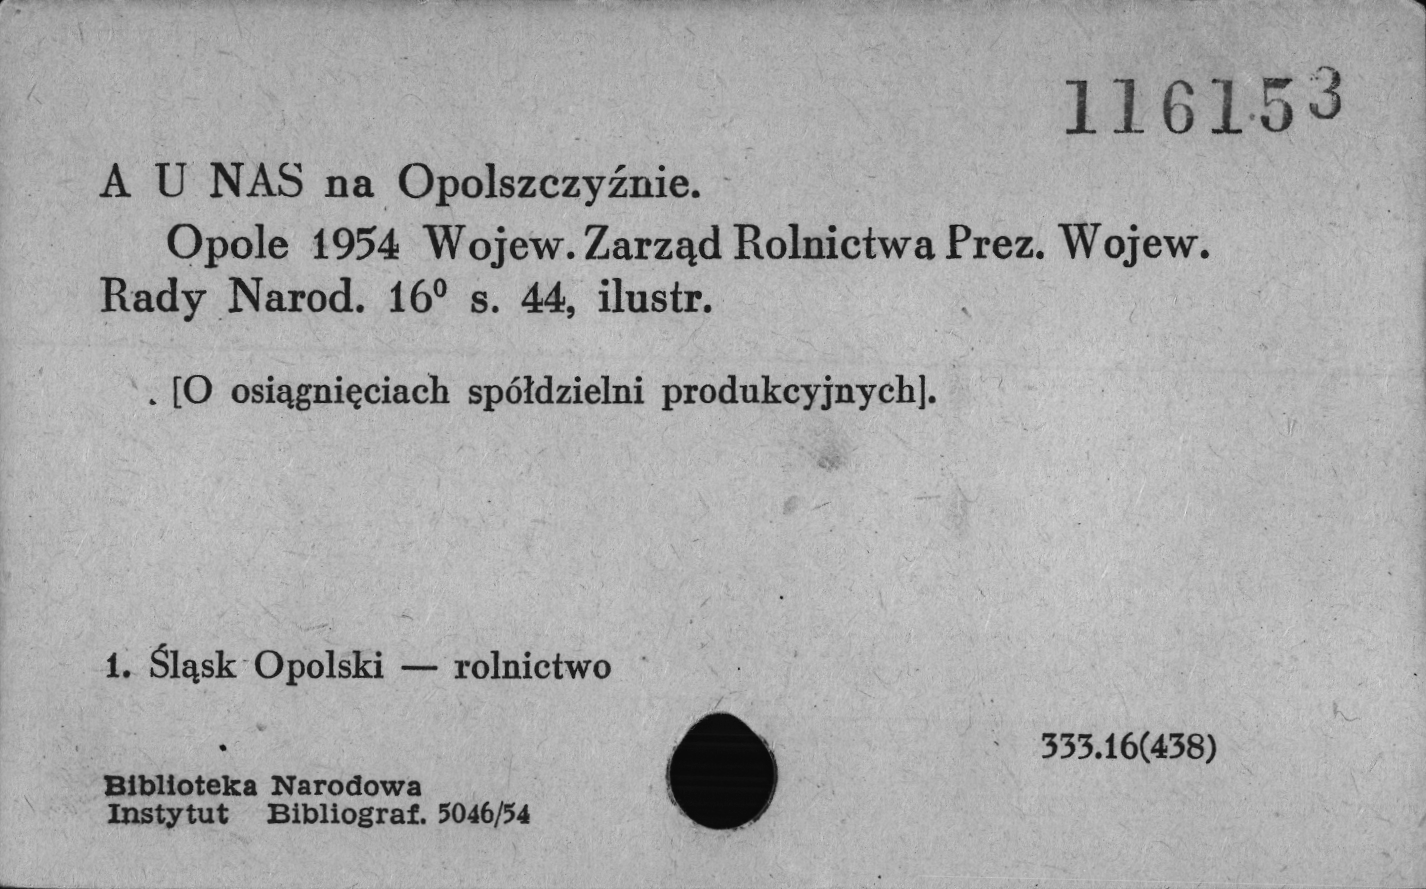 116153
A U NAS na Opolszczyźnie.
Opole 1954 Wojew. Zarząd Rolnictwa Prez. Wojew.
Rady Narod. 16⁰ s. 44, ilustr.
[O osiągnięciach spółdzielni produkcyjnych].
1. Śląsk Opolski — rolnictwo
333.16(438)
Biblioteka Narodowa
Instytut Bibliograf. 5046/54